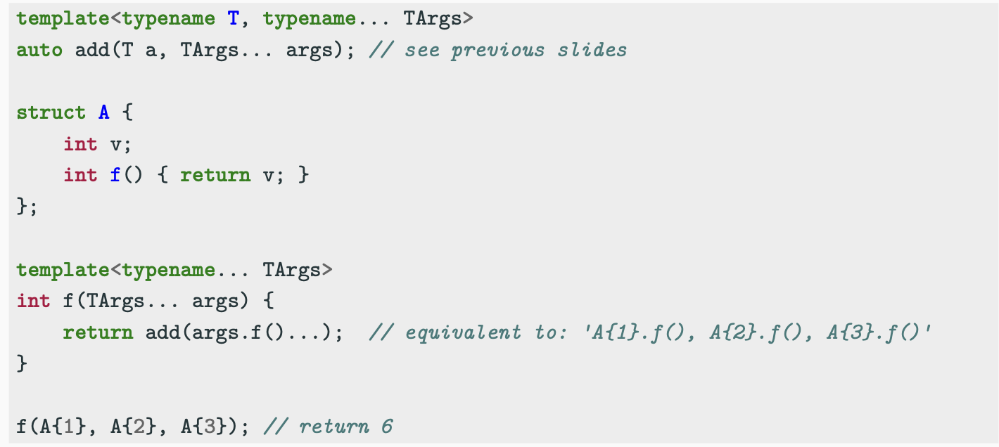 template<typename T, typename... TArgs>
auto add(T a, TArgs... args); // see previous slides
struct A {
    int v;
    int f() { return v; }
};
template<typename... TArgs>
int f(TArgs... args) {
    return add(args.f()...);  // equivalent to: 'A{1}.f(), A{2}.f(), A{3}.f()'
}
f(A{1}, A{2}, A{3}); // return 6